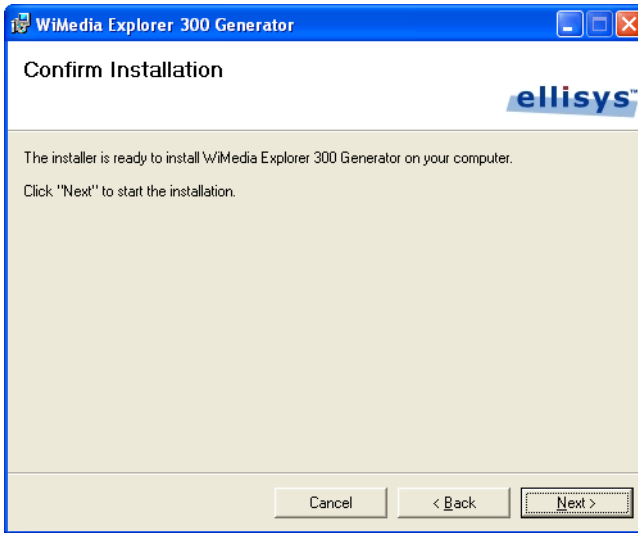 WiMedia Explorer 300 Generator
Confirm Installation
ellisys™
The installer is ready to install WiMedia Explorer 300 Generator on your computer.
Click "Next" to start the installation.
Cancel
< Back
Next >